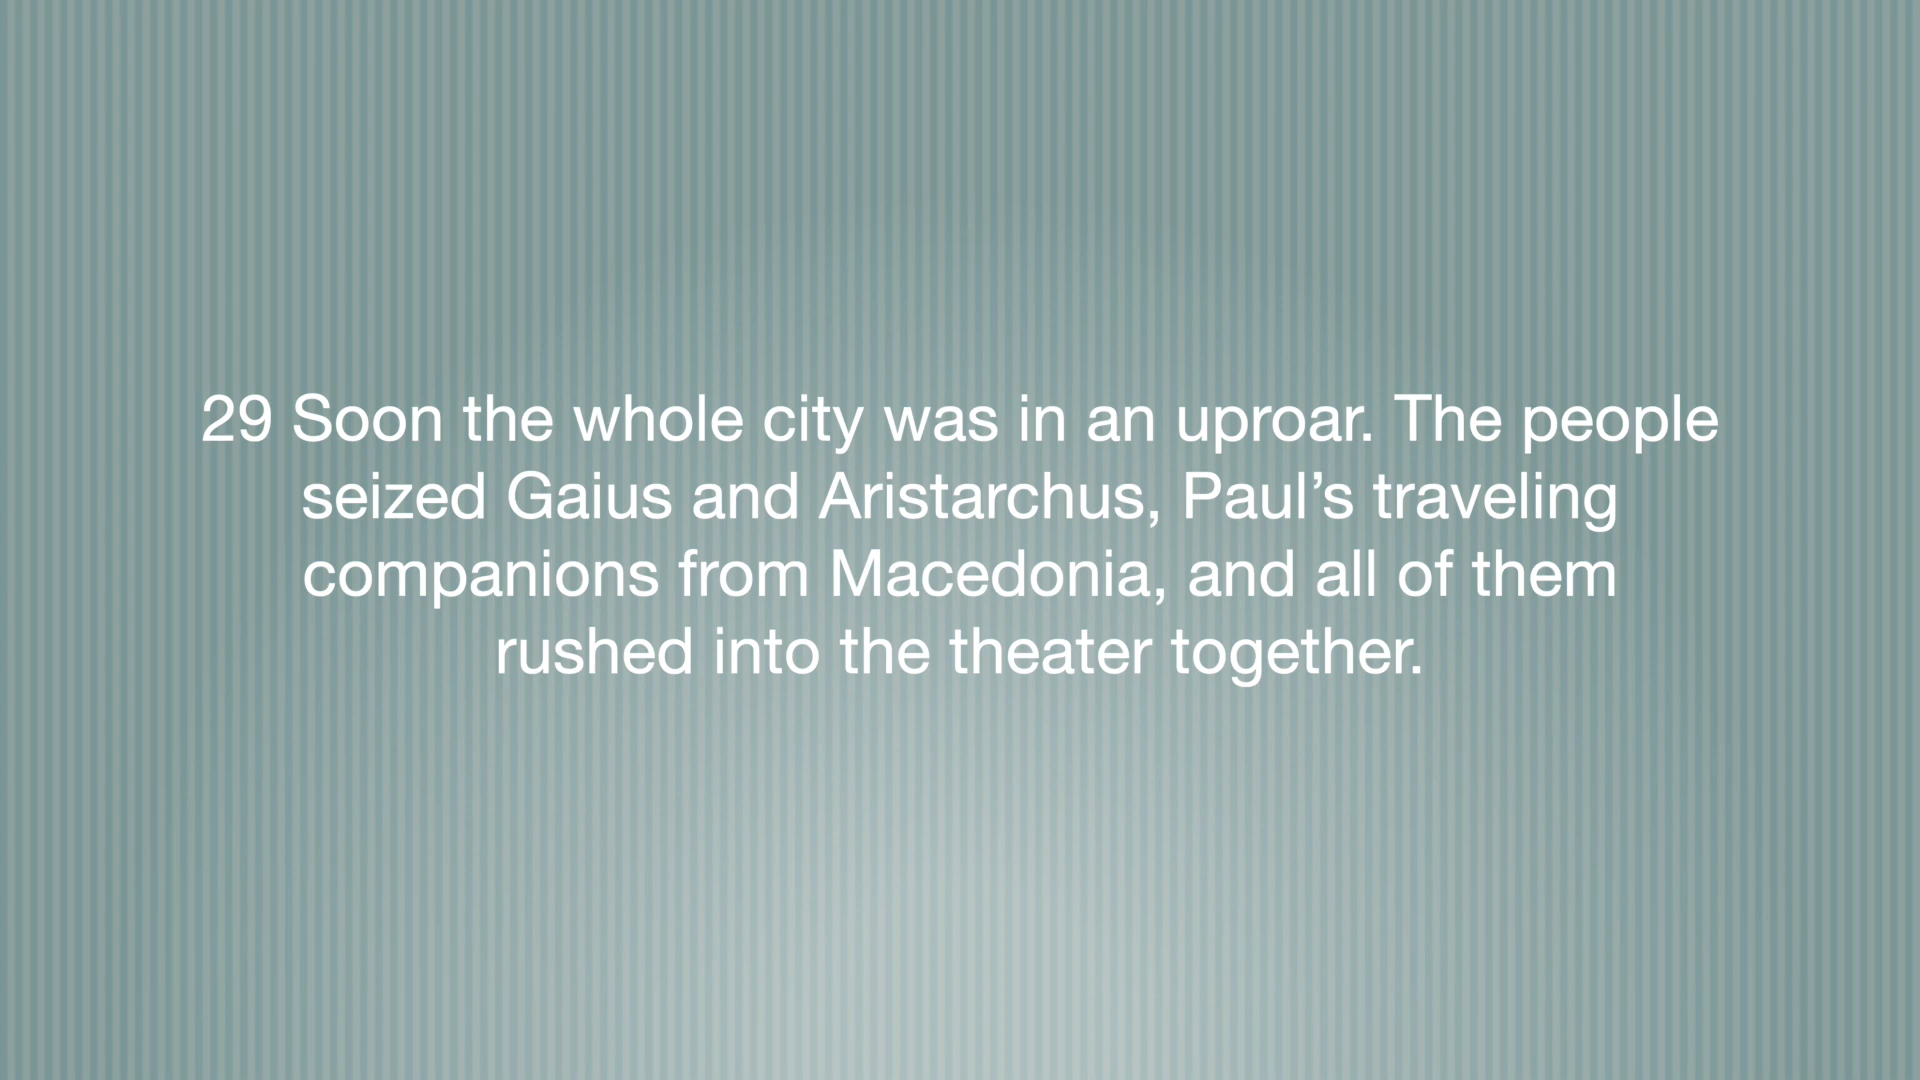 29 Soon the whole city was in an uproar. The people
seized Gaius and Aristarchus, Paul’s traveling
companions from Macedonia, and all of them
rushed into the theater together.